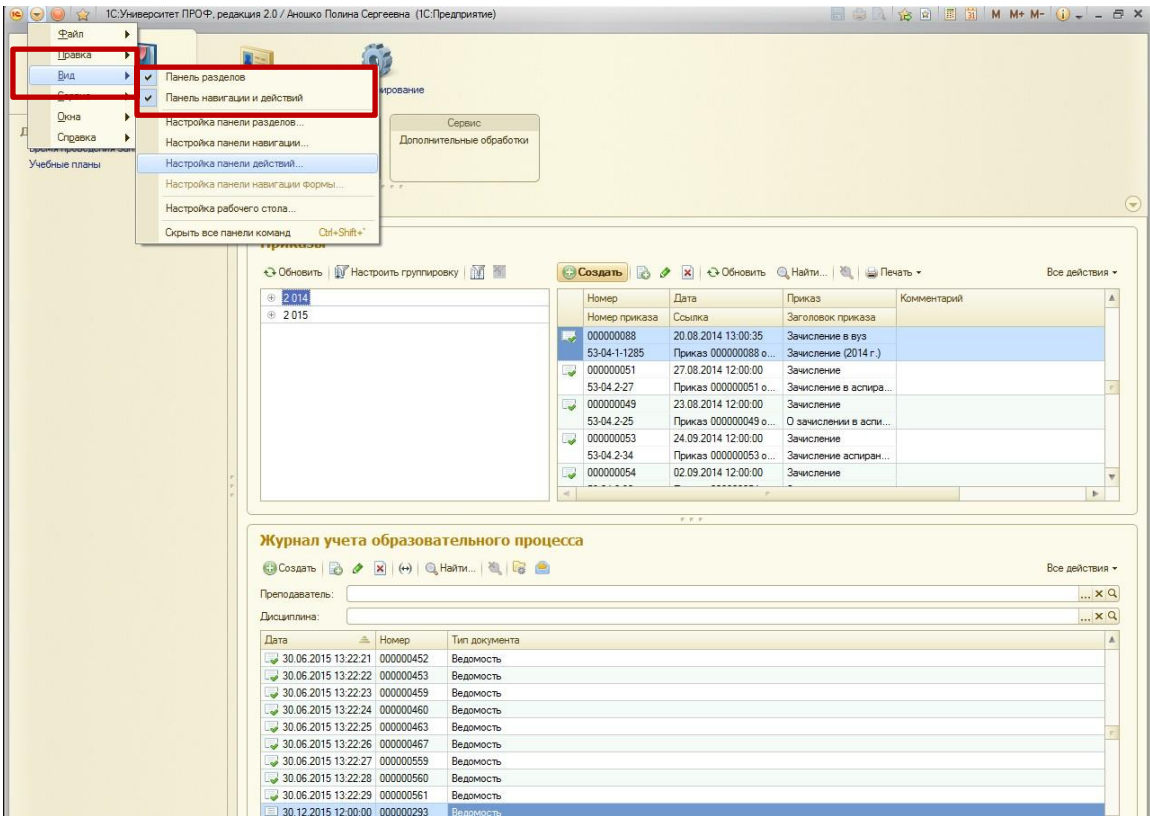 1С:Университет ПРОФ, редакция 2.0 / Аношко Полина Сергеевна (1С:Предприятие)
M M+ M-
Файл
Правка
Вид
Сервис
Окна
Справка
Панель разделов
Панель навигации и действий
Настройка панели разделов...
Настройка панели навигации...
Настройка панели действий...
Настройка панели навигации формы...
Настройка рабочего стола...
Скрыть все панели команд Ctrl+Shift+`
Сервис
Дополнительные обработки
Учебные планы
Приказы
Обновить Настроить группировку
Создать Обновить Найти... Печать Все действия
2 014
2 015
Номер Дата Приказ Комментарий
Номер приказа Ссылка Заголовок приказа
000000088 20.08.2014 13:00:35 Зачисление в вуз
53-04-1-1285 Приказ 000000088 о... Зачисление (2014 г.)
000000051 27.08.2014 12:00:00 Зачисление
53-04.2-27 Приказ 000000051 о... Зачисление в аспира...
000000049 23.08.2014 12:00:00 Зачисление
53-04.2-25 Приказ 000000049 о... О зачислении в аспи...
000000053 24.09.2014 12:00:00 Зачисление
53-04.2-34 Приказ 000000053 о... Зачисление аспиран...
000000054 02.09.2014 12:00:00 Зачисление
Журнал учета образовательного процесса
Создать Найти... Все действия
Преподаватель:
Дисциплина:
Дата Номер Тип документа
30.06.2015 13:22:21 000000452 Ведомость
30.06.2015 13:22:22 000000453 Ведомость
30.06.2015 13:22:23 000000459 Ведомость
30.06.2015 13:22:24 000000460 Ведомость
30.06.2015 13:22:25 000000463 Ведомость
30.06.2015 13:22:26 000000467 Ведомость
30.06.2015 13:22:27 000000559 Ведомость
30.06.2015 13:22:28 000000560 Ведомость
30.06.2015 13:22:29 000000561 Ведомость
30.12.2015 12:00:00 000000293 Ведомость